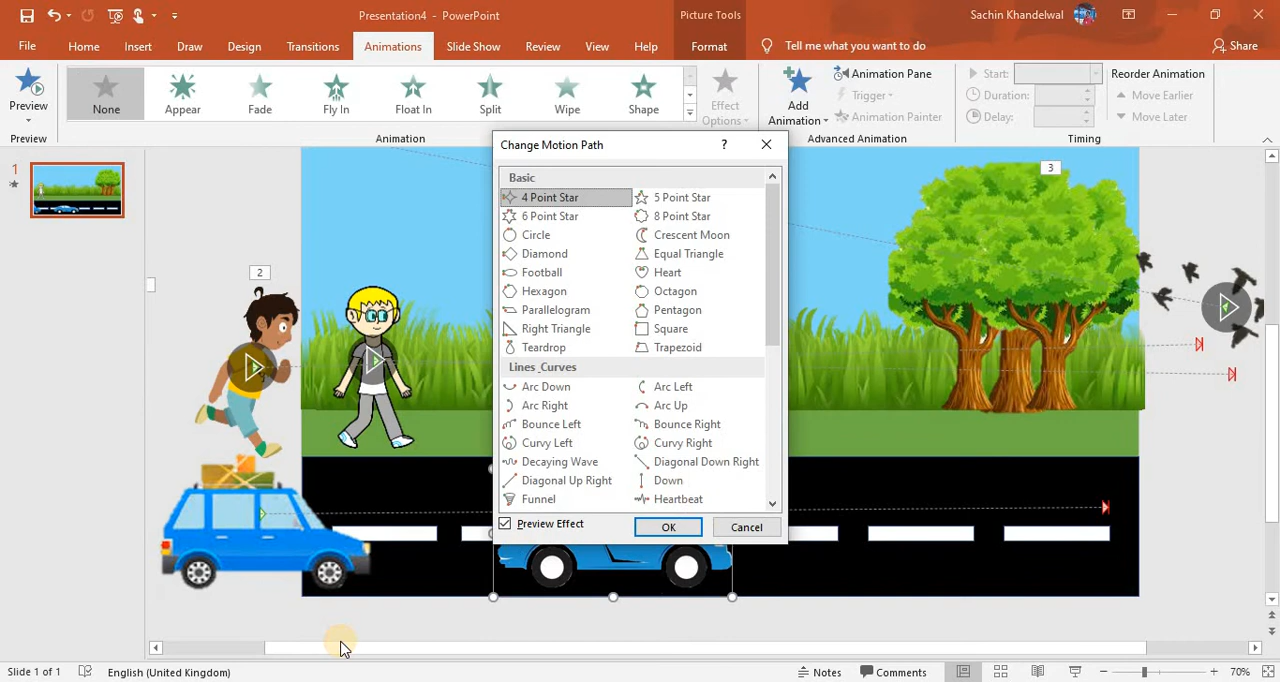 Presentation4 - PowerPoint
Picture Tools
Sachin Khandelwal
File Home Insert Draw Design Transitions Animations Slide Show Review View Help Format Tell me what you want to do Share
Preview
None Appear Fade Fly In Float In Split Wipe Shape
Effect Options
Add Animation
Animation Pane
Trigger
Animation Painter
Start:
Duration:
Delay:
Reorder Animation
Move Earlier
Move Later
Preview Animation Advanced Animation Timing
Change Motion Path ?
1
2
3
Basic
4 Point Star 5 Point Star
6 Point Star 8 Point Star
Circle Crescent Moon
Diamond Equal Triangle
Football Heart
Hexagon Octagon
Parallelogram Pentagon
Right Triangle Square
Teardrop Trapezoid
Lines_Curves
Arc Down Arc Left
Arc Right Arc Up
Bounce Left Bounce Right
Curvy Left Curvy Right
Decaying Wave Diagonal Down Right
Diagonal Up Right Down
Funnel Heartbeat
Preview Effect OK Cancel
Slide 1 of 1 English (United Kingdom) Notes Comments 70%